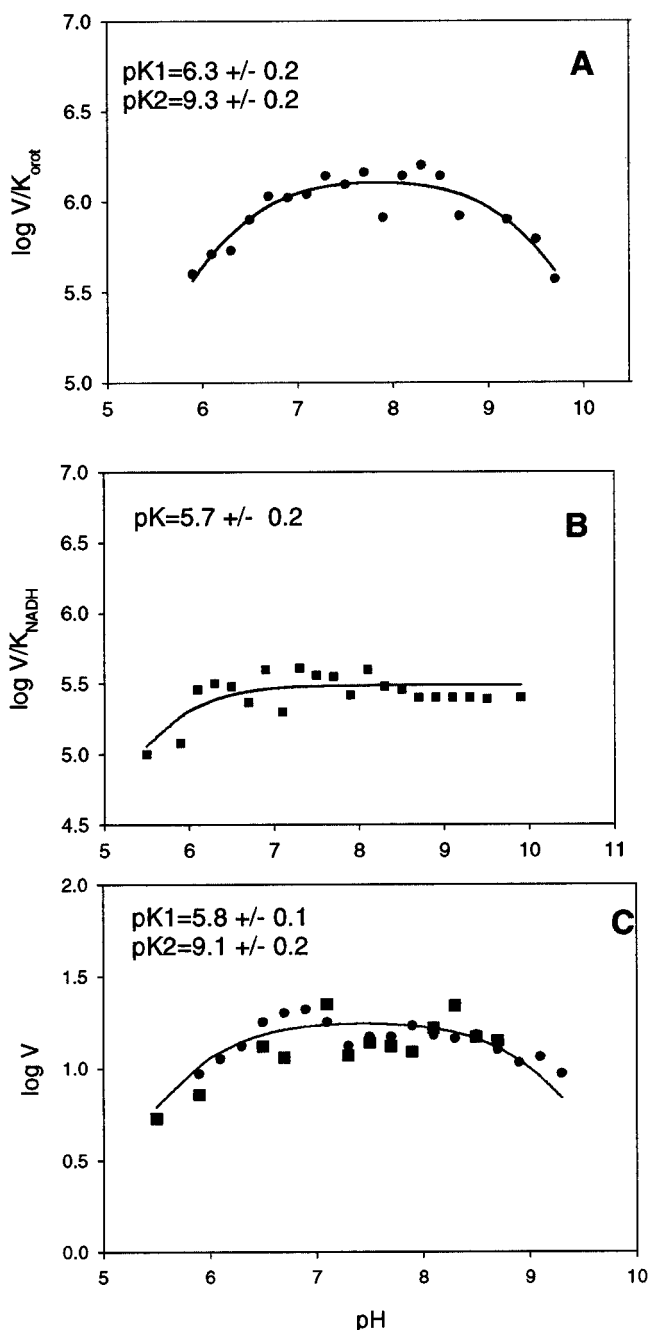 7.0
pK1=6.3 +/- 0.2
pK2=9.3 +/- 0.2
A
6.5
6.0
5.5
5.0
log V/K_orot
5 6 7 8 9 10
7.0
pK=5.7 +/- 0.2
B
6.5
6.0
5.5
5.0
4.5
log V/K_NADH
5 6 7 8 9 10 11
2.0
pK1=5.8 +/- 0.1
pK2=9.1 +/- 0.2
C
1.5
1.0
0.5
0.0
log V
5 6 7 8 9 10
pH